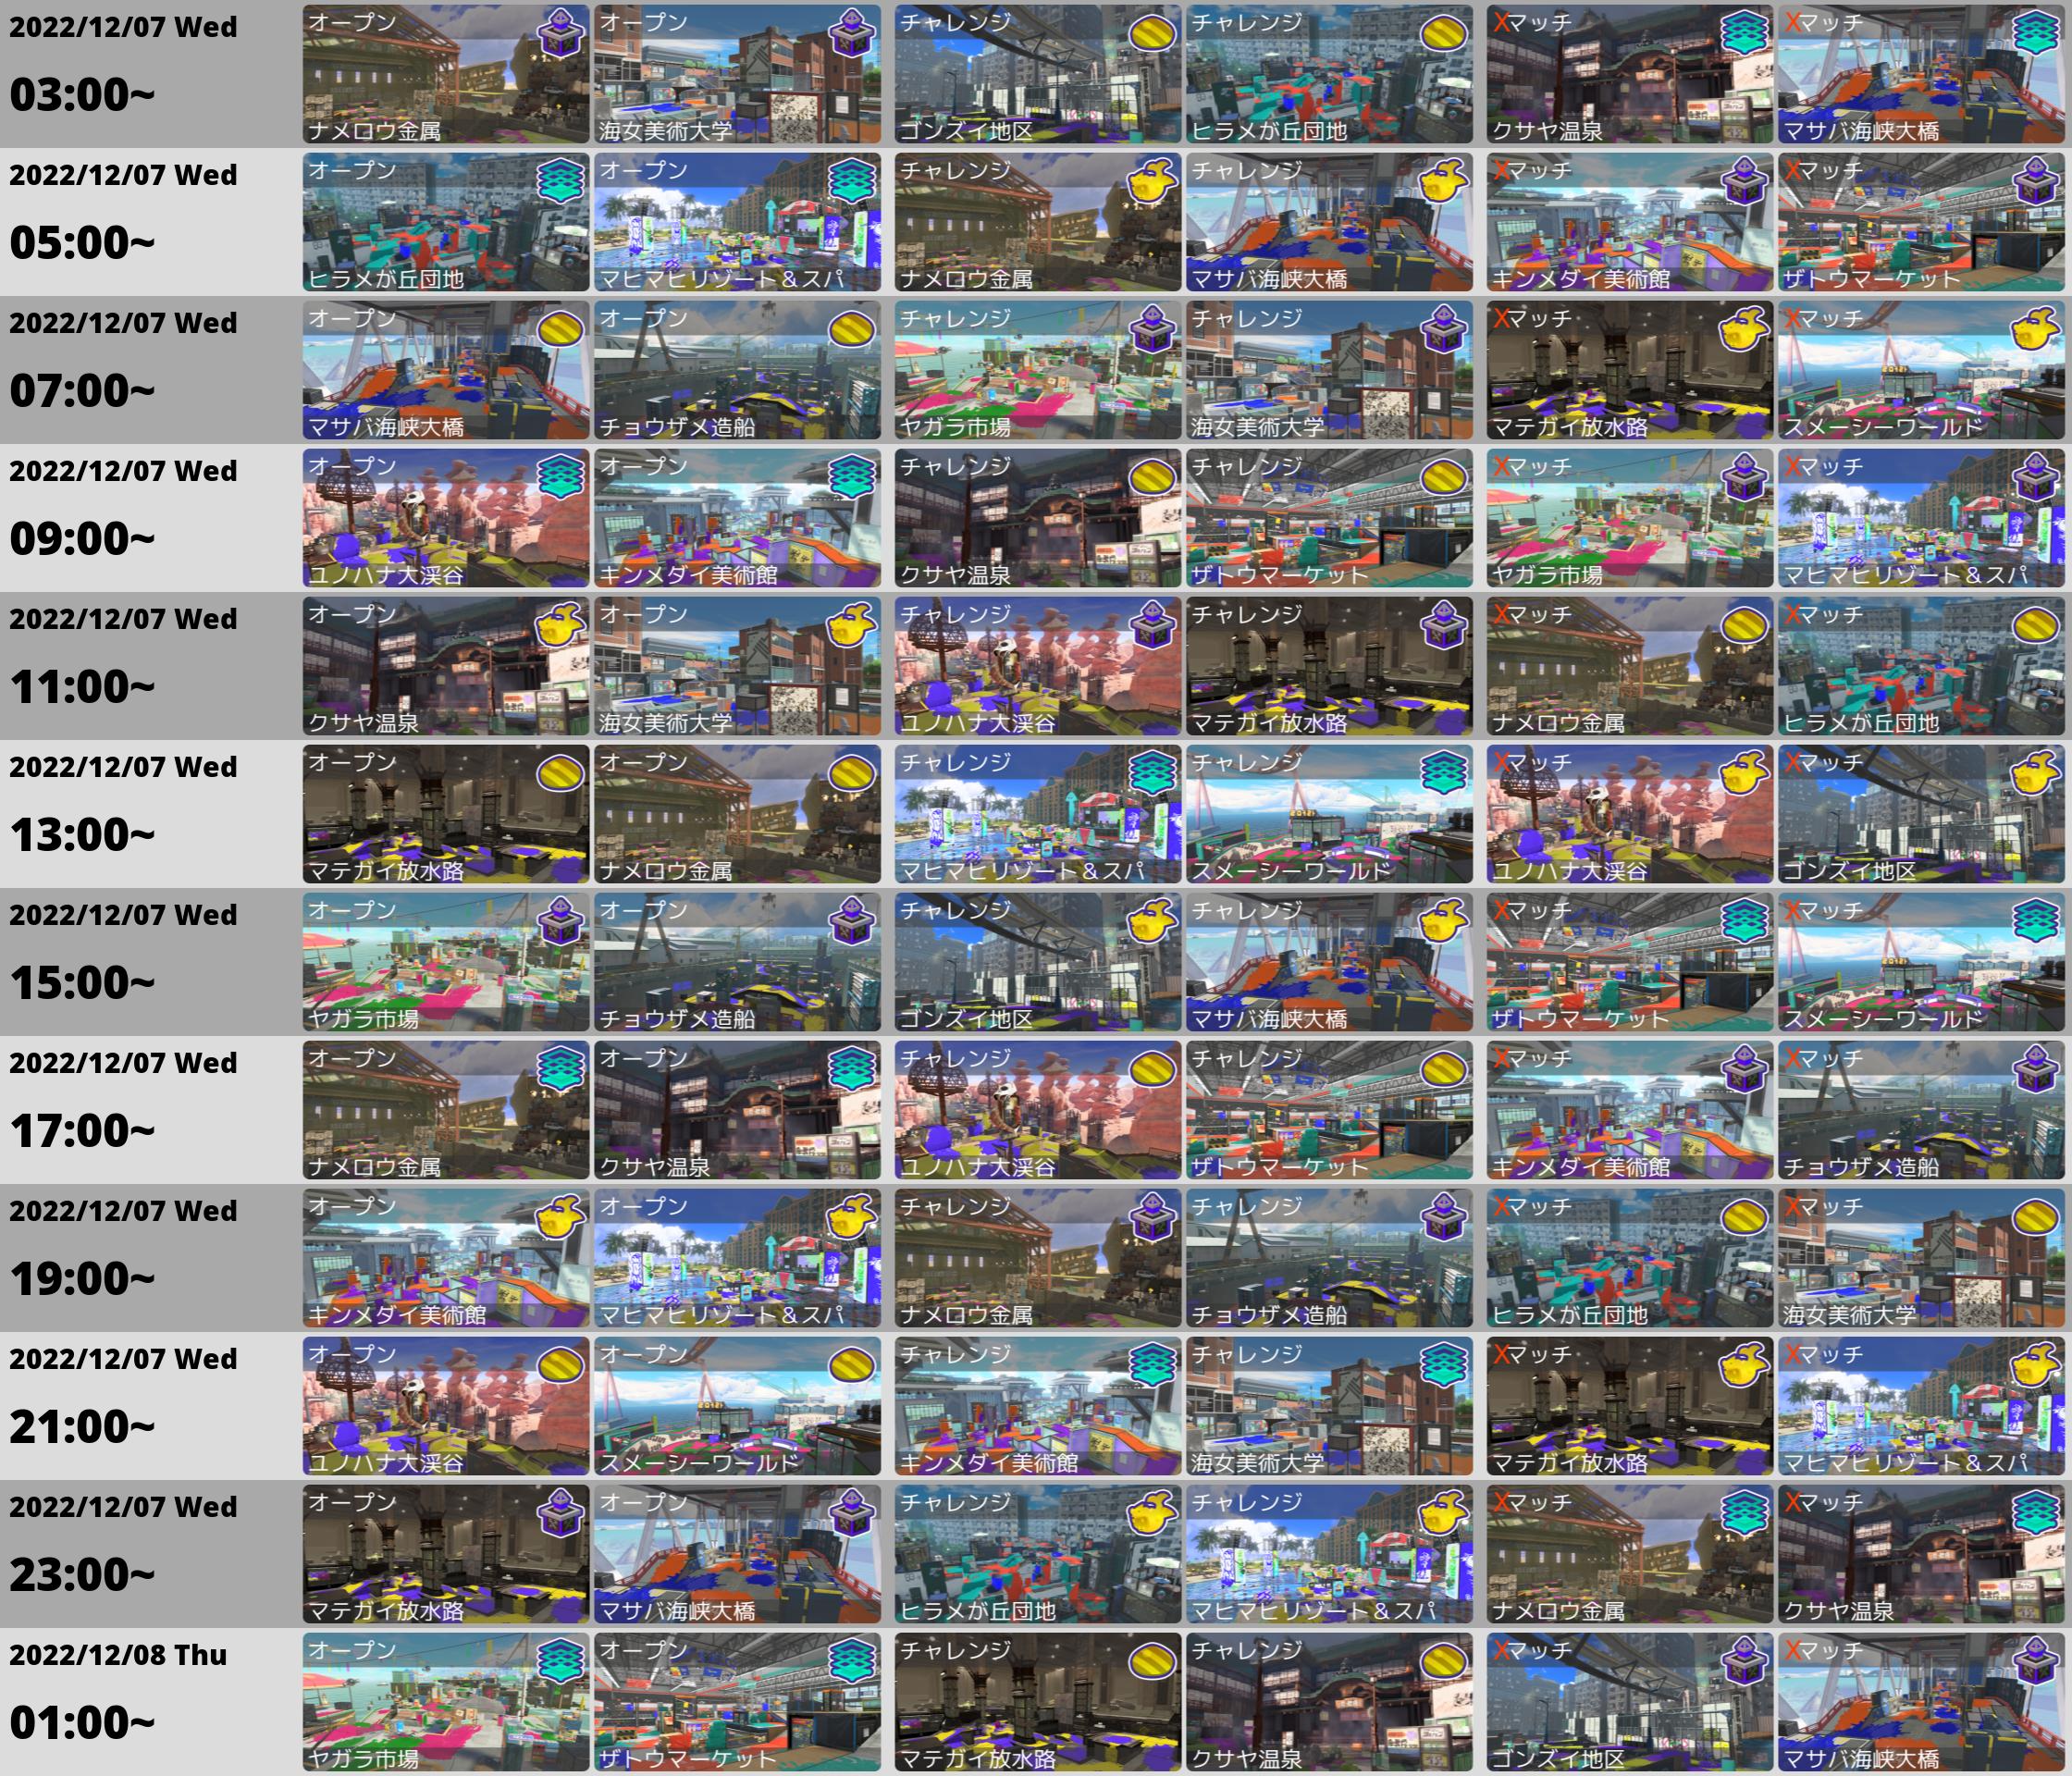 2022/12/07 Wed
03:00~
オープン オープン チャレンジ チャレンジ Xマッチ Xマッチ
ナメロウ金属 海女美術大学 ゴンズイ地区 ヒラメが丘団地 クサヤ温泉 マサバ海峡大橋
2022/12/07 Wed
05:00~
オープン オープン チャレンジ チャレンジ Xマッチ Xマッチ
ヒラメが丘団地 マヒマヒリゾート＆スパ ナメロウ金属 マサバ海峡大橋 キンメダイ美術館 ザトウマーケット
2022/12/07 Wed
07:00~
オープン オープン チャレンジ チャレンジ Xマッチ Xマッチ
マサバ海峡大橋 チョウザメ造船 ヤガラ市場 海女美術大学 マテガイ放水路 スメーシーワールド
2022/12/07 Wed
09:00~
オープン オープン チャレンジ チャレンジ Xマッチ Xマッチ
ユノハナ大渓谷 キンメダイ美術館 クサヤ温泉 ザトウマーケット ヤガラ市場 マヒマヒリゾート＆スパ
2022/12/07 Wed
11:00~
オープン オープン チャレンジ チャレンジ Xマッチ Xマッチ
クサヤ温泉 海女美術大学 ユノハナ大渓谷 マテガイ放水路 ナメロウ金属 ヒラメが丘団地
2022/12/07 Wed
13:00~
オープン オープン チャレンジ チャレンジ Xマッチ Xマッチ
マテガイ放水路 ナメロウ金属 マヒマヒリゾート＆スパ スメーシーワールド ユノハナ大渓谷 ゴンズイ地区
2022/12/07 Wed
15:00~
オープン オープン チャレンジ チャレンジ Xマッチ Xマッチ
ヤガラ市場 チョウザメ造船 ゴンズイ地区 マサバ海峡大橋 ザトウマーケット スメーシーワールド
2022/12/07 Wed
17:00~
オープン オープン チャレンジ チャレンジ Xマッチ Xマッチ
ナメロウ金属 クサヤ温泉 ユノハナ大渓谷 ザトウマーケット キンメダイ美術館 チョウザメ造船
2022/12/07 Wed
19:00~
オープン オープン チャレンジ チャレンジ Xマッチ Xマッチ
キンメダイ美術館 マヒマヒリゾート＆スパ ナメロウ金属 チョウザメ造船 ヒラメが丘団地 海女美術大学
2022/12/07 Wed
21:00~
オープン オープン チャレンジ チャレンジ Xマッチ Xマッチ
ユノハナ大渓谷 スメーシーワールド キンメダイ美術館 海女美術大学 マテガイ放水路 マヒマヒリゾート＆スパ
2022/12/07 Wed
23:00~
オープン オープン チャレンジ チャレンジ Xマッチ Xマッチ
マテガイ放水路 マサバ海峡大橋 ヒラメが丘団地 マヒマヒリゾート＆スパ ナメロウ金属 クサヤ温泉
2022/12/08 Thu
01:00~
オープン オープン チャレンジ チャレンジ Xマッチ Xマッチ
ヤガラ市場 ザトウマーケット マテガイ放水路 クサヤ温泉 ゴンズイ地区 マサバ海峡大橋